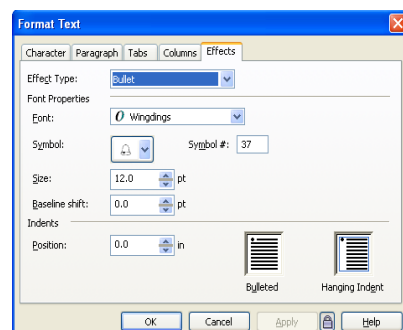 Format Text
Character Paragraph Tabs Columns Effects
Effect Type: Bullet
Font Properties
Font: O Wingdings
Symbol: Symbol #: 37
Size: 12.0 pt
Baseline shift: 0.0 pt
Indents
Position: 0.0 in
Bulleted Hanging Indent
OK Cancel Apply Help